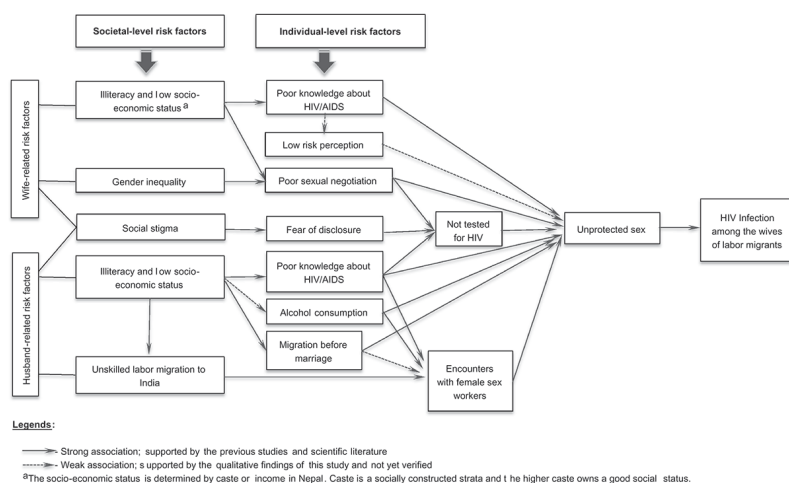 Societal-level risk factors
Individual-level risk factors
Wife-related risk factors
Illiteracy and low socio-
economic status a
Poor knowledge about
HIV/AIDS
Low risk perception
Gender inequality
Poor sexual negotiation
Social stigma
Fear of disclosure
Not tested
for HIV
Unprotected sex
HIV Infection
among the wives
of labor migrants
Husband-related risk factors
Illiteracy and low socio-
economic status
Poor knowledge about
HIV/AIDS
Alcohol consumption
Migration before
marriage
Unskilled labor migration to
India
Encounters
with female sex
workers
Legends:
- Strong association; supported by the previous studies and scientific literature
- Weak association; supported by the qualitative findings of this study and not yet verified
aThe socio-economic status is determined by caste or income in Nepal. Caste is a socially constructed strata and the higher caste owns a good social status.